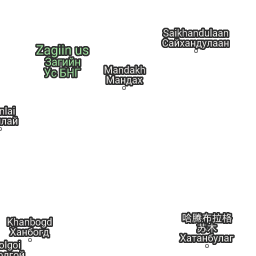 Saikhandulaan
Сайхандулаан
Zagiin us
Загийн
Ус БНГ
Mandakh
Мандах
哈腾布拉格
苏木
Хатанбулаг
Khanbogd
Ханбогд